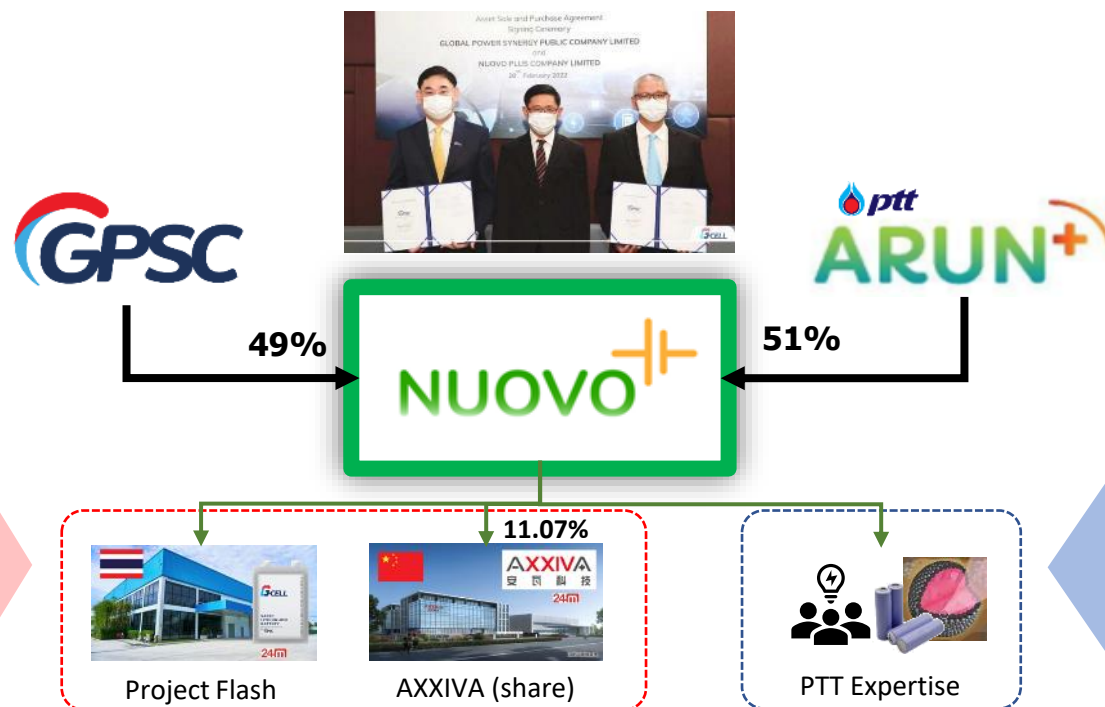 Asset Sale and Purchase Agreement
Signing Ceremony
GLOBAL POWER SYNERGY PUBLIC COMPANY LIMITED
and
NUOVO PLUS COMPANY LIMITED
February 2022
GCELL
GPSC
ptt
ARUN+
49%
51%
NUOVO
11.07%
GCELL
24m
AXXIVA
安瓦科技
24m
Project Flash
AXXIVA (share)
PTT Expertise